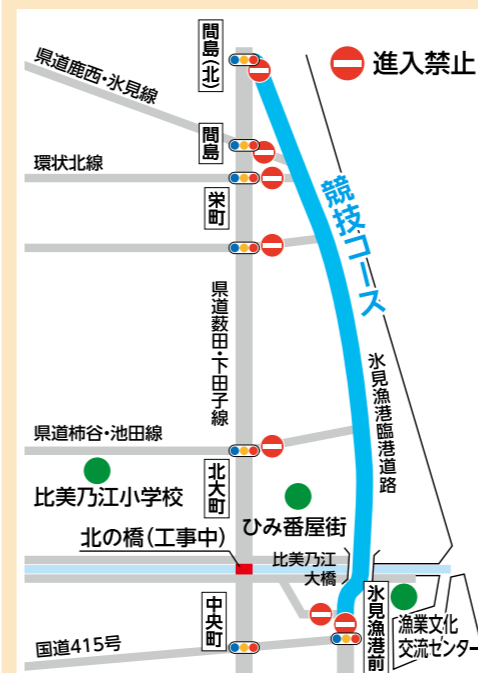 間島(北)
進入禁止
県道鹿西・氷見線
間島
環状北線
栄町
競技コース
県道薮田・下田子線
氷見漁港臨港道路
県道柿谷・池田線
北大町
比美乃江小学校
ひみ番屋街
北の橋(工事中)
比美乃江
大橋
中央町
氷見漁港前
漁業文化
交流センター
国道415号